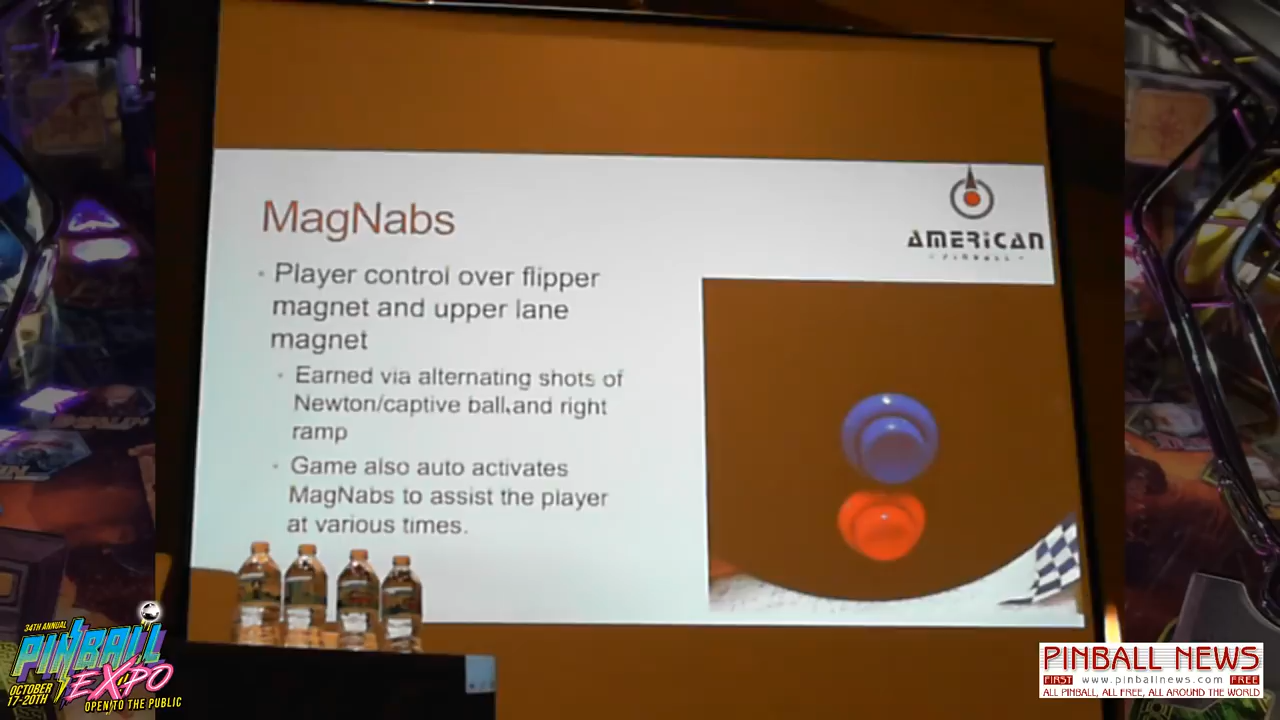 MagNabs
AMERICAN
PINBALL
• Player control over flipper
magnet and upper lane
magnet
• Earned via alternating shots of
Newton/captive ball and right
ramp
• Game also auto activates
MagNabs to assist the player
at various times.
34TH ANNUAL
PINBALL
EXPO
OCTOBER
17-20TH
OPEN TO THE PUBLIC
PINBALL NEWS
FIRST www.pinballnews.com FREE
ALL PINBALL, ALL FREE, ALL AROUND THE WORLD